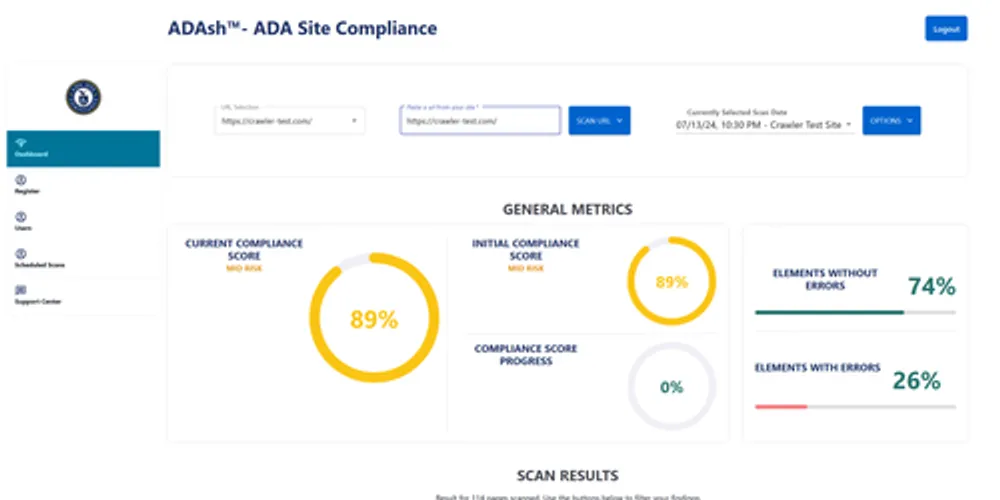 ADAsh™- ADA Site Compliance
Logout
URL Selection
https://crawler-test.com/
Paste a url from your site *
https://crawler-test.com/
SCAN URL
Currently Selected Scan Date
07/13/24, 10:30 PM - Crawler Test Site
OPTIONS
Dashboard
Register
Users
Scheduled Scans
Support Center
GENERAL METRICS
CURRENT COMPLIANCE
SCORE
MID RISK
89%
INITIAL COMPLIANCE
SCORE
MID RISK
89%
COMPLIANCE SCORE
PROGRESS
0%
ELEMENTS WITHOUT
ERRORS
74%
ELEMENTS WITH ERRORS
26%
SCAN RESULTS
Result for 114 pages scanned. Use the buttons below to filter your findings.